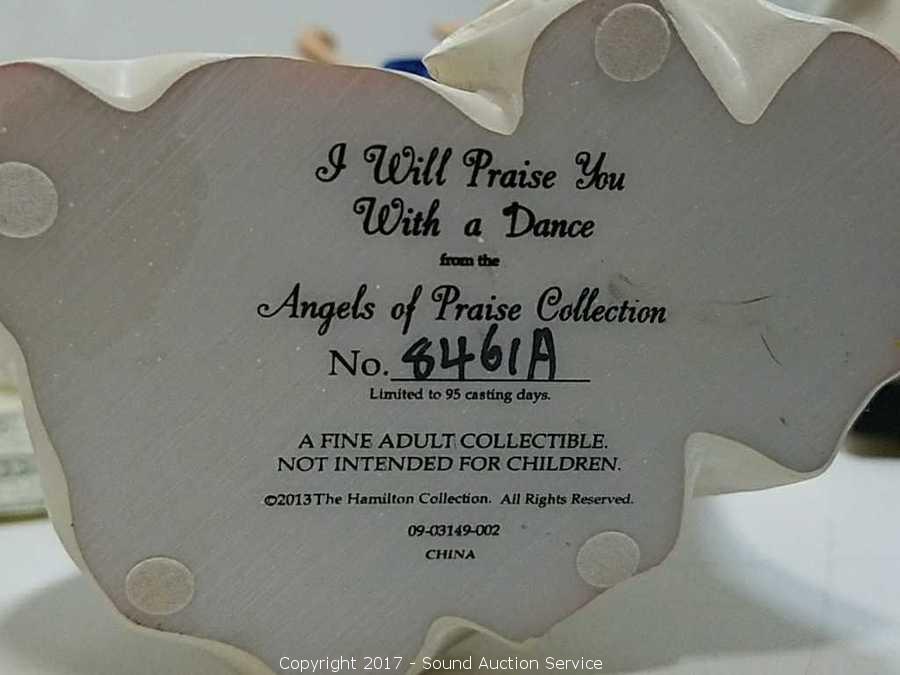 I Will Praise You
With a Dance
from the
Angels of Praise Collection
No. 8461A
Limited to 95 casting days.
A FINE ADULT COLLECTIBLE.
NOT INTENDED FOR CHILDREN.
©2013 The Hamilton Collection. All Rights Reserved.
09-03149-002
CHINA
Copyright 2017 - Sound Auction Service